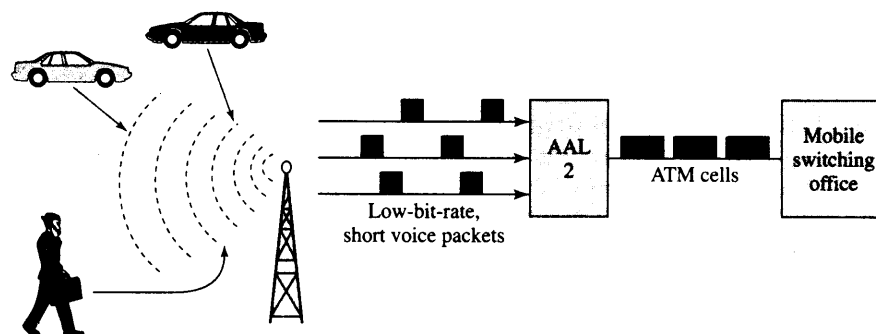 AAL
2
ATM cells
Mobile
switching
office
Low-bit-rate,
short voice packets